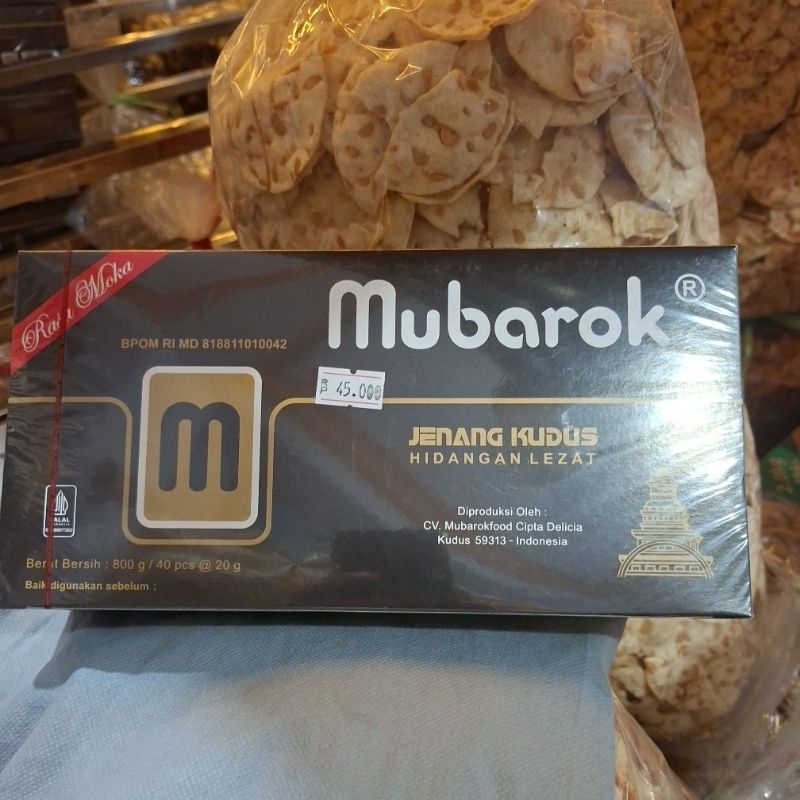 Rasa Moka
Mubarok®
BPOM RI MD 818811010042
Rp 45.000
m
JENANG KUDUS
HIDANGAN LEZAT
Diproduksi Oleh :
CV. Mubarokfood Cipta Delicia
Kudus 59313 - Indonesia
HALAL
Berat Bersih : 800 g / 40 pcs @ 20 g
Baik digunakan sebelum :